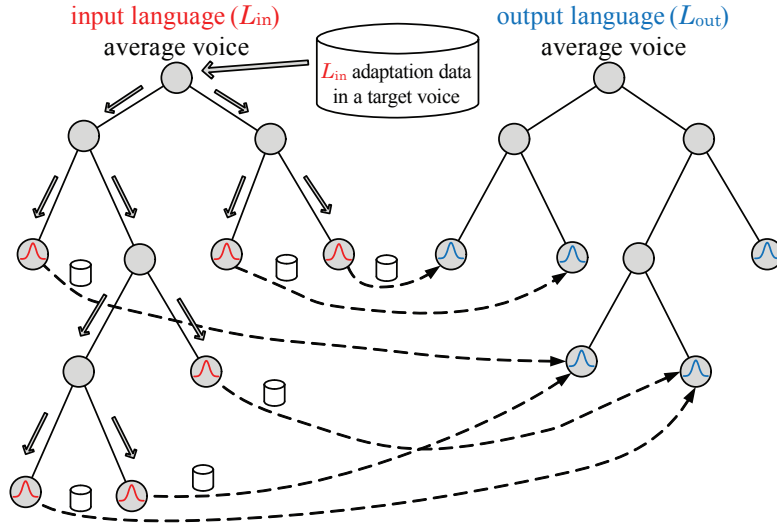 input language (Lin)
average voice
Lin adaptation data
in a target voice
output language (Lout)
average voice